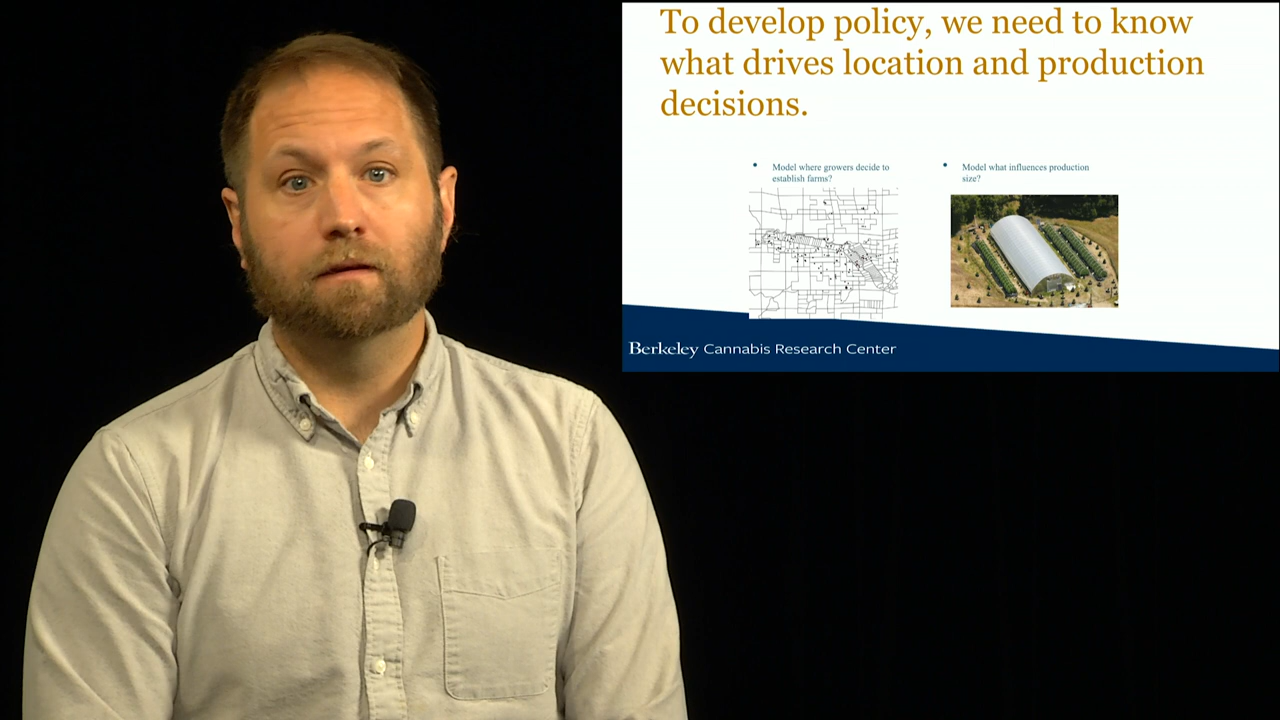 To develop policy, we need to know
what drives location and production
decisions.
• Model where growers decide to
establish farms?
• Model what influences production
size?
Berkeley Cannabis Research Center